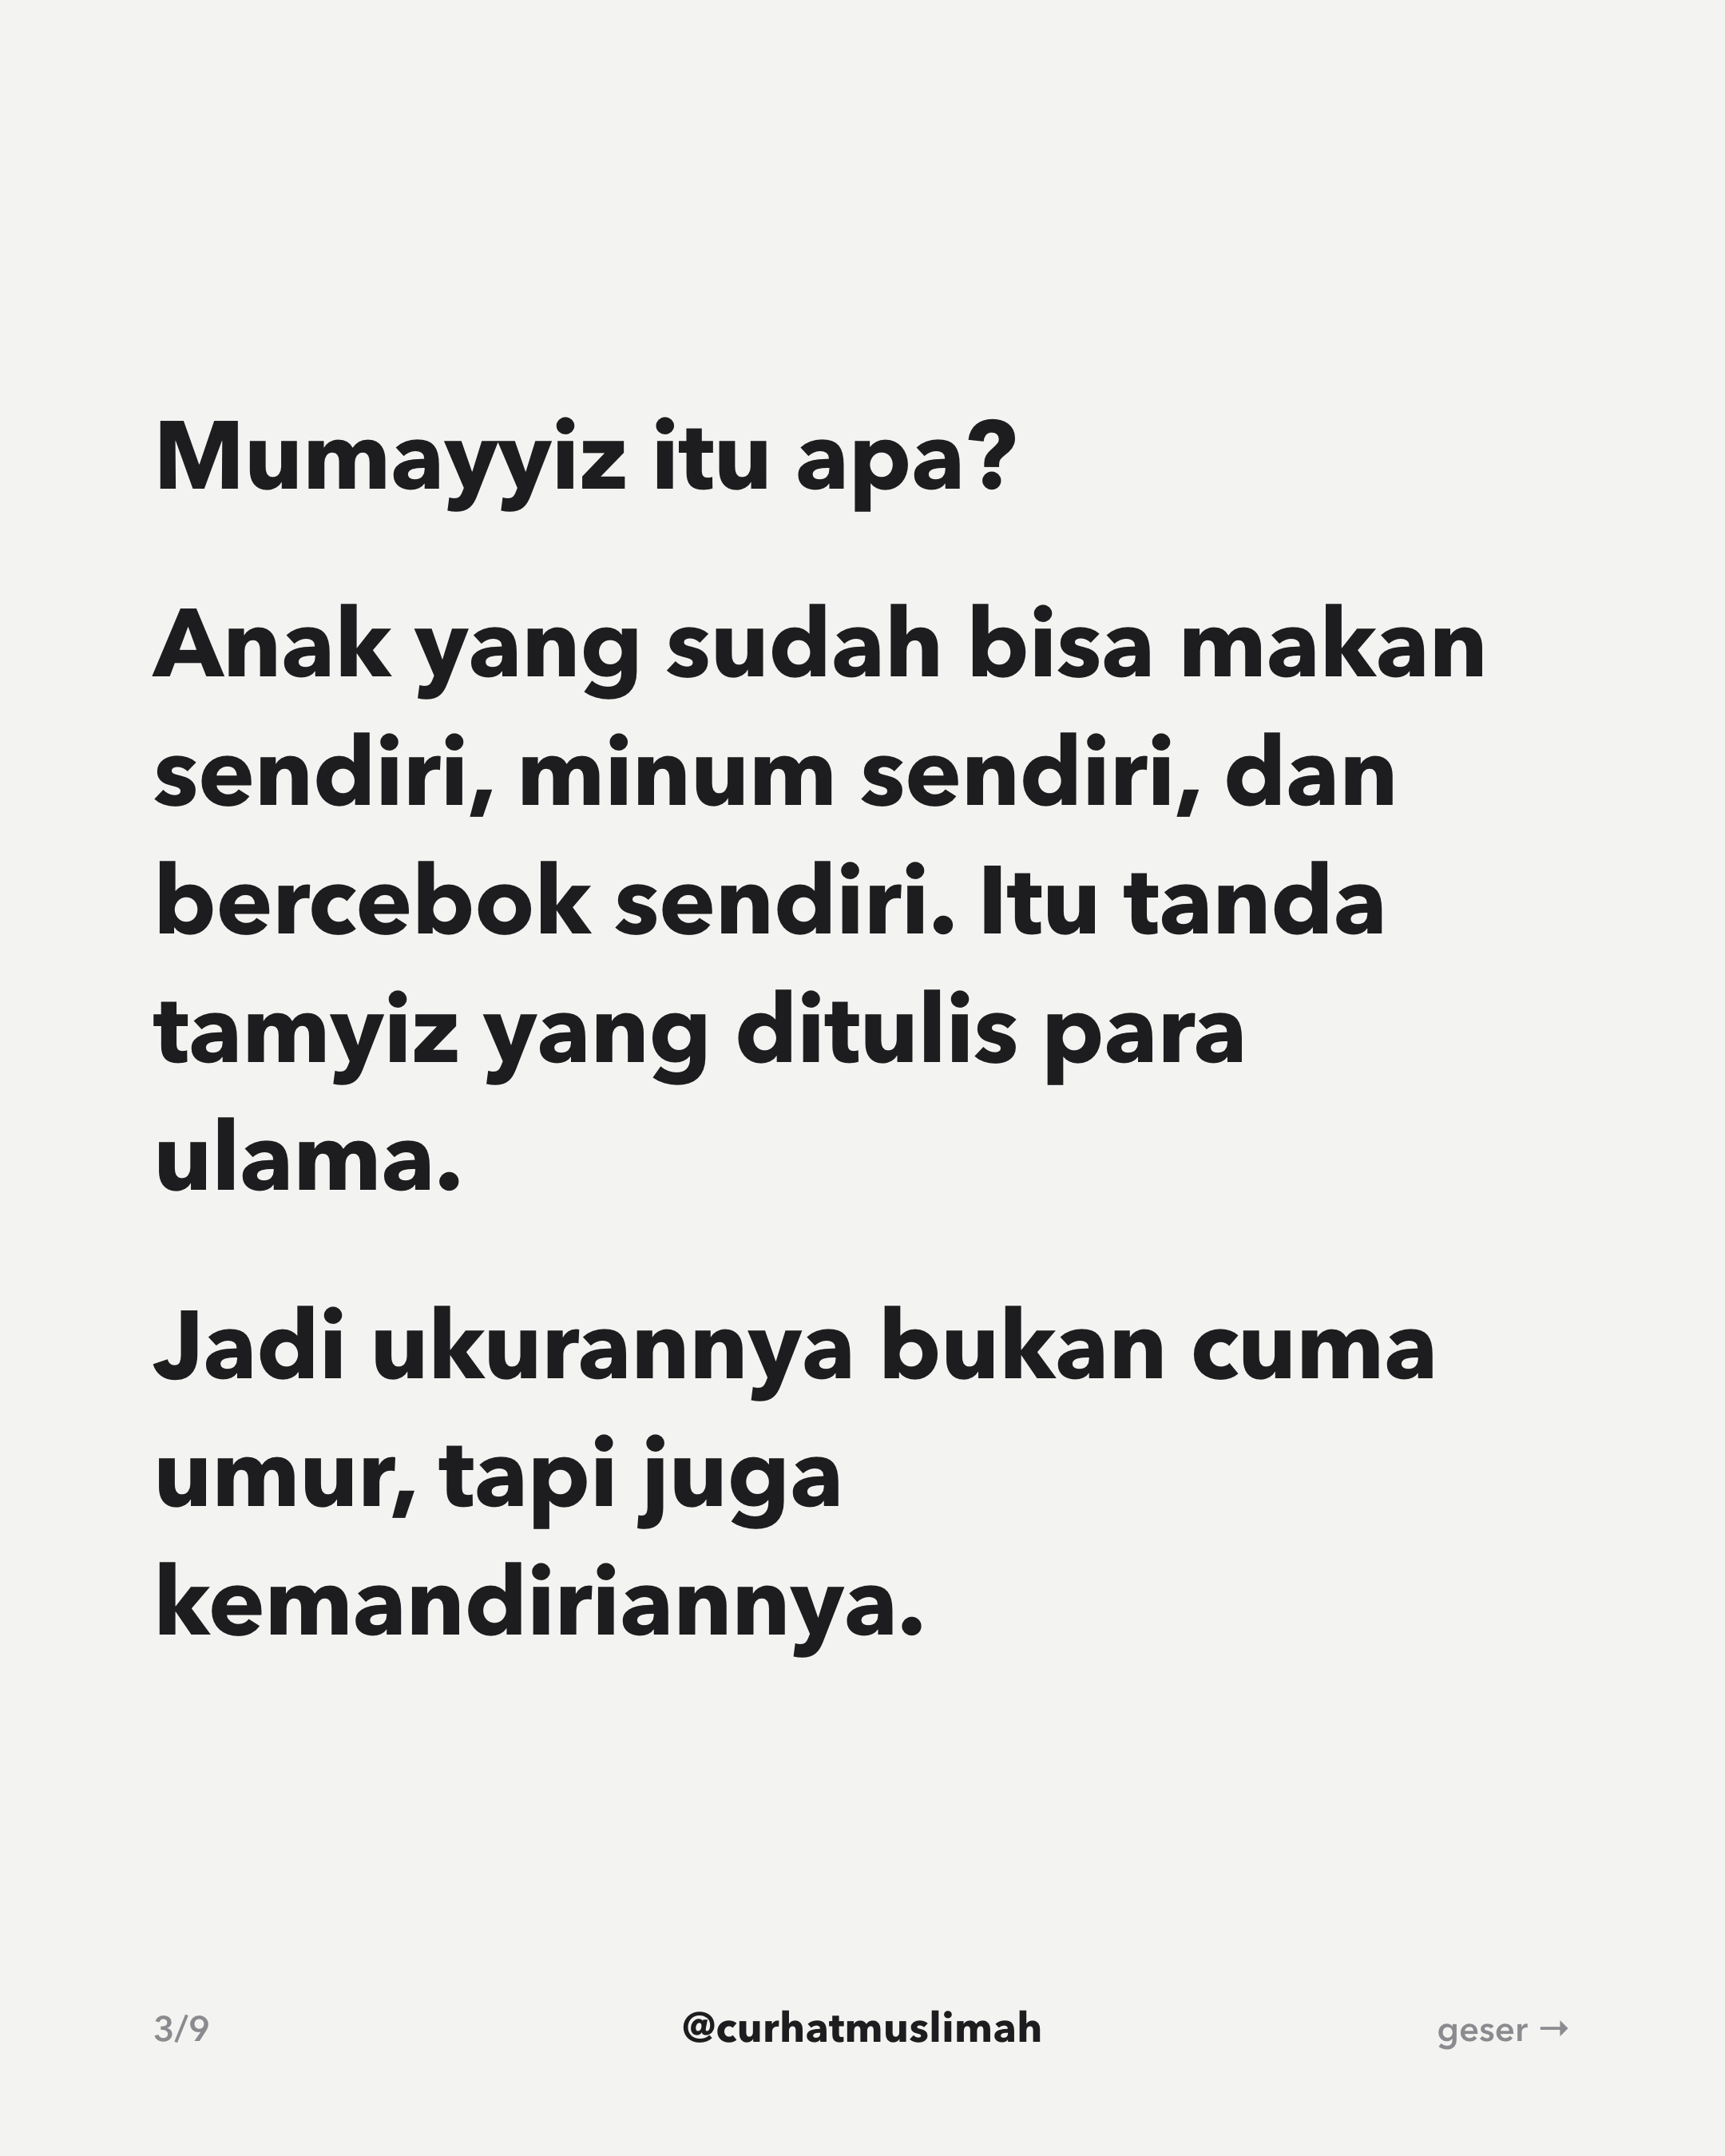 Mumayyiz itu apa?
Anak yang sudah bisa makan
sendiri, minum sendiri, dan
bercebok sendiri. Itu tanda
tamyiz yang ditulis para
ulama.
Jadi ukurannya bukan cuma
umur, tapi juga
kemandiriannya.
3/9
@curhatmuslimah
geser →